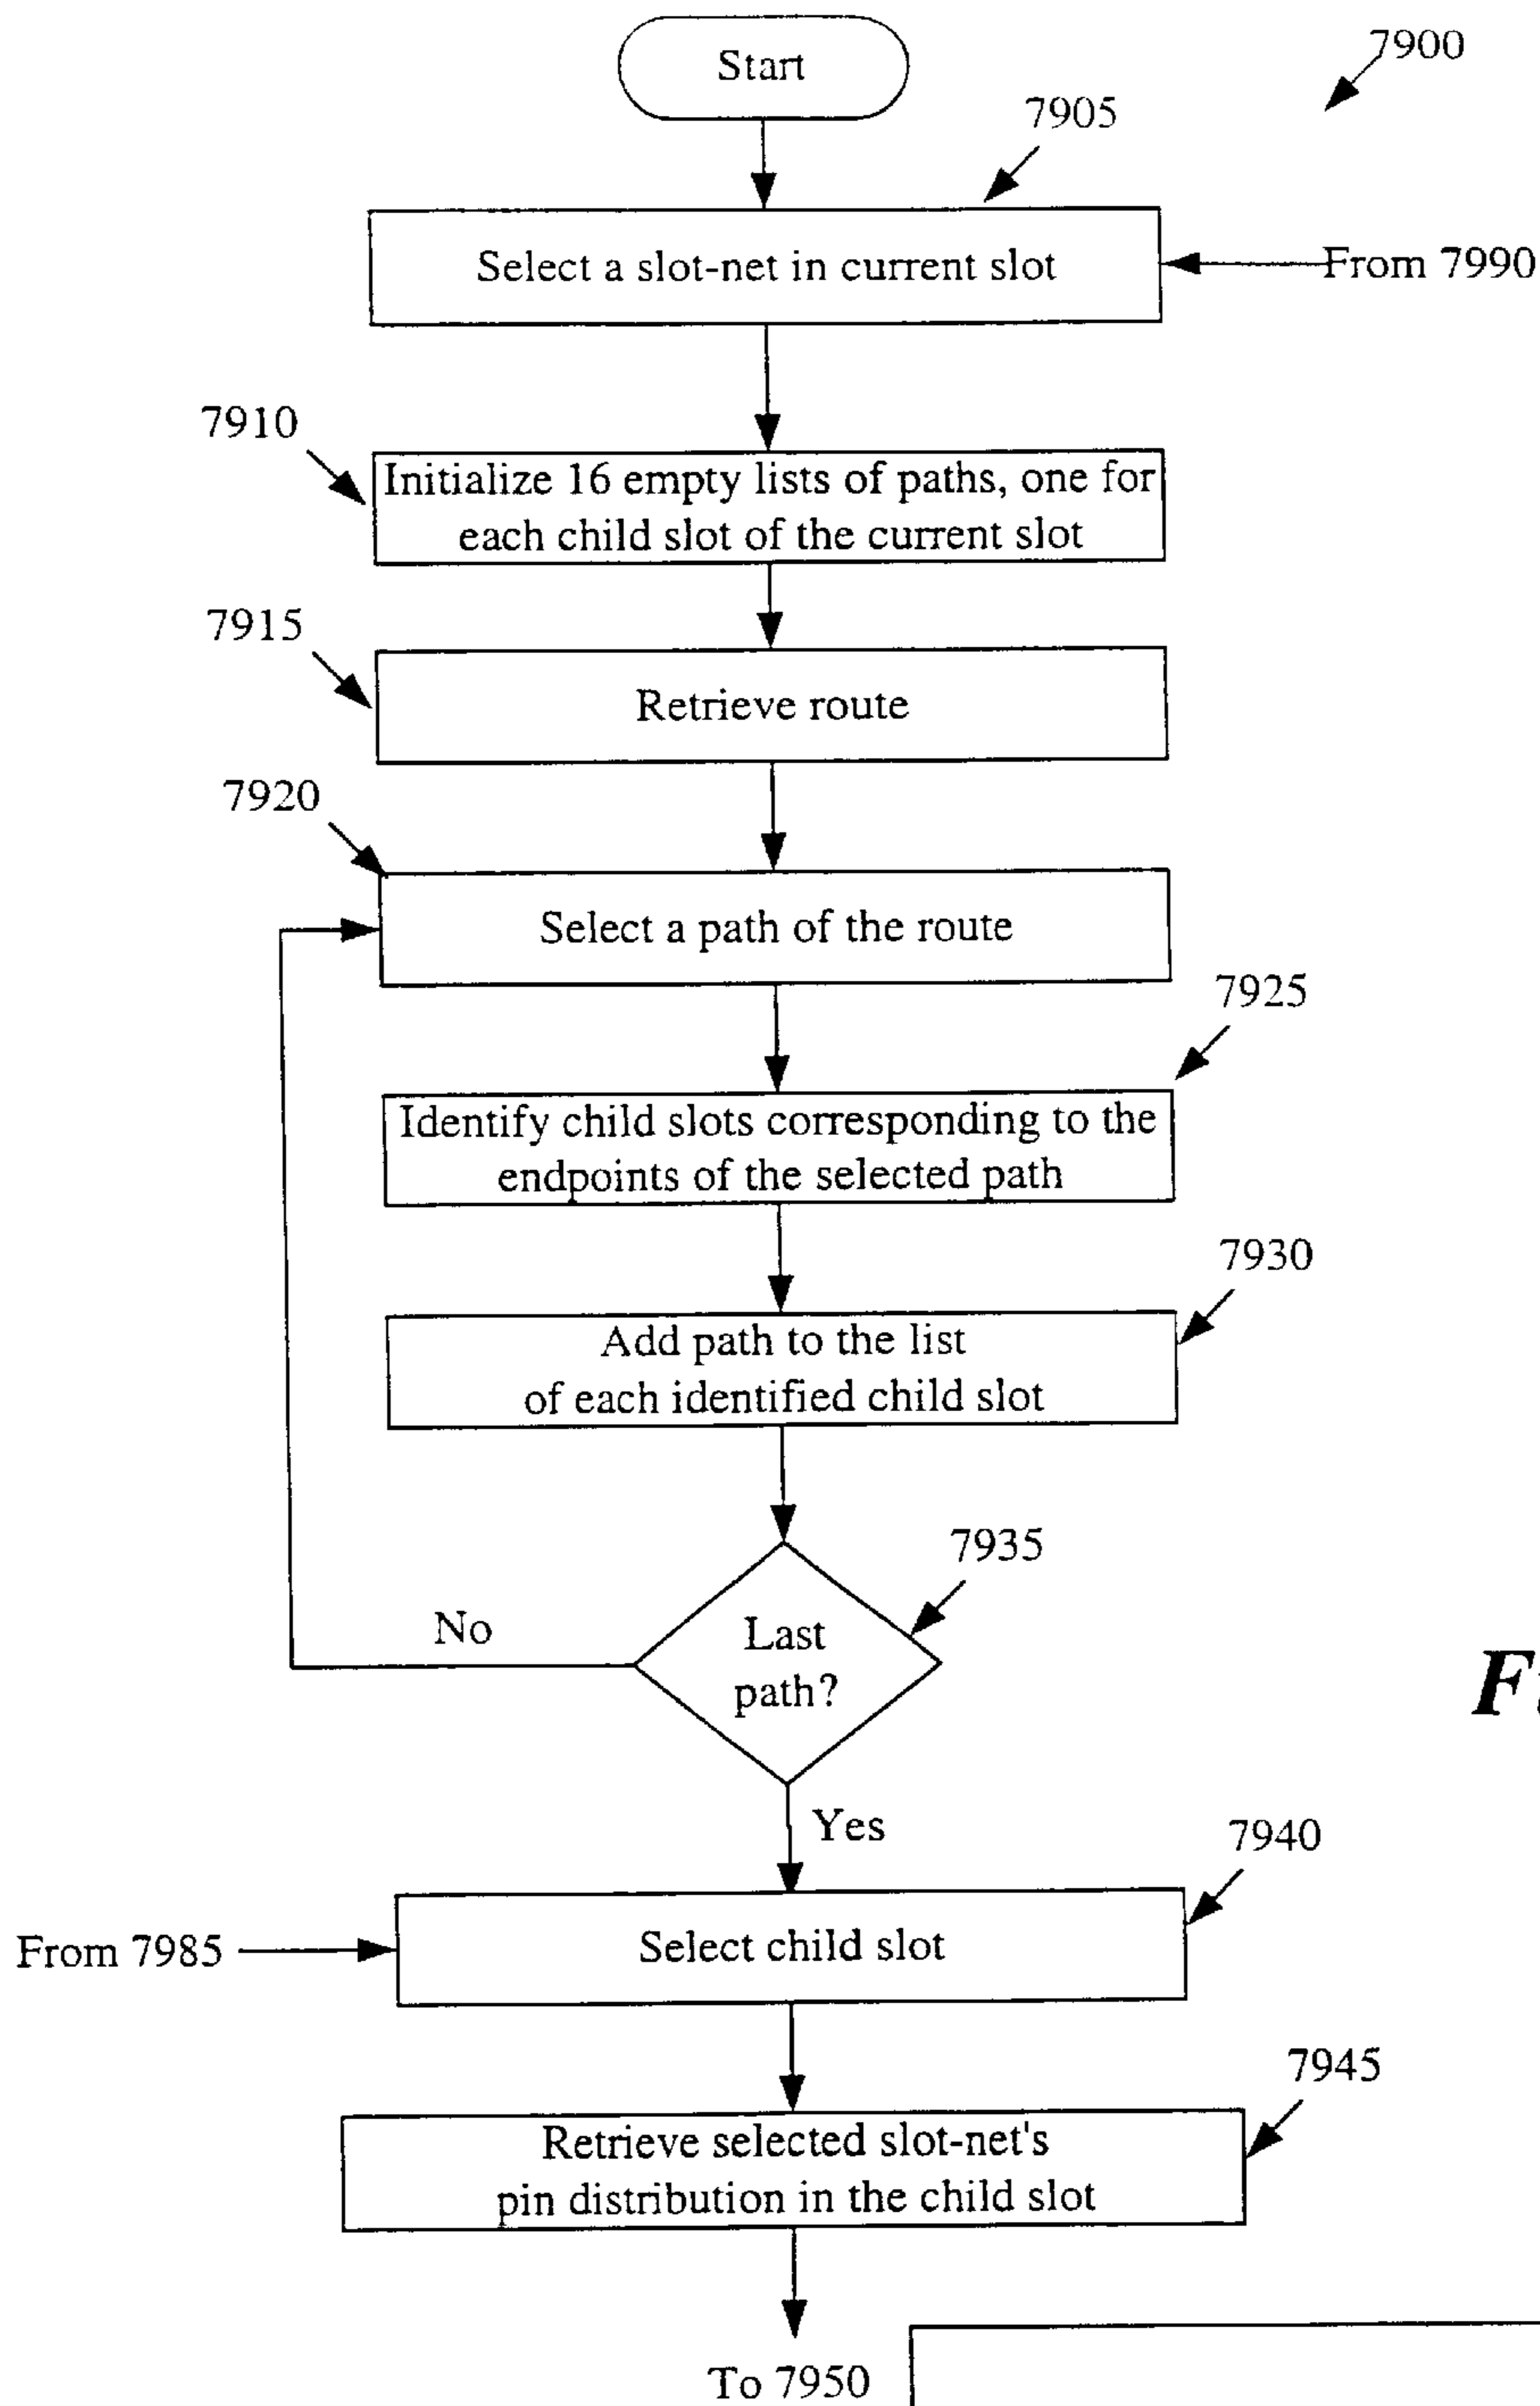 Start
7900
7905
Select a slot-net in current slot
From 7990
7910
Initialize 16 empty lists of paths, one for
each child slot of the current slot
7915
Retrieve route
7920
Select a path of the route
7925
Identify child slots corresponding to the
endpoints of the selected path
7930
Add path to the list
of each identified child slot
7935
Last
path?
No
Yes
7940
From 7985
Select child slot
7945
Retrieve selected slot-net's
pin distribution in the child slot
To 7950